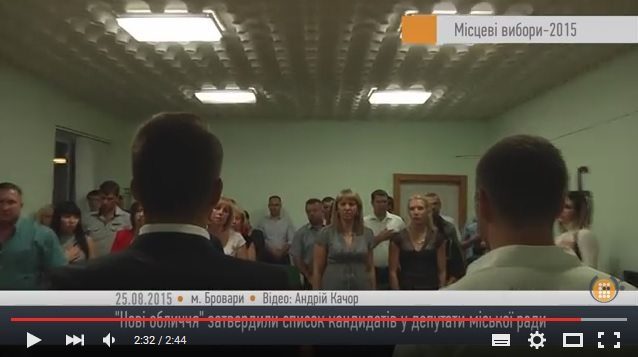 Місцеві вибори-2015
25.08.2015 • м. Бровари • Відео: Андрій Качор
"Нові обличчя" затвердили список кандидатів у депутати міської ради
2:32 / 2:44